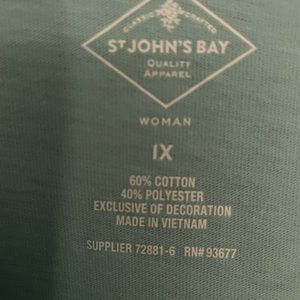 CLASSIC CRAFTED
ST JOHN'S BAY
QUALITY
APPAREL
WOMAN
1X
60% COTTON
40% POLYESTER
EXCLUSIVE OF DECORATION
MADE IN VIETNAM
SUPPLIER 72881-6 RN# 93677